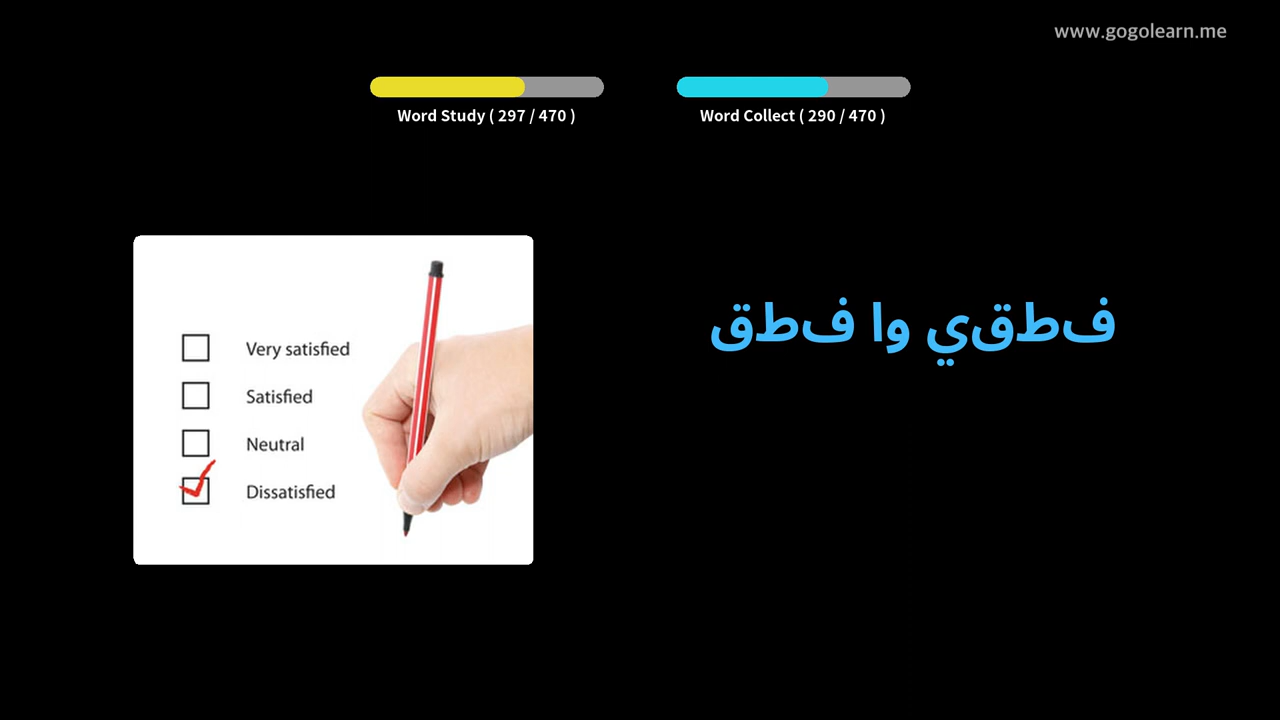 www.gogolearn.me
Word Study ( 297 / 470 )
Word Collect ( 290 / 470 )
فطقي وا فطق
Very satisfied
Satisfied
Neutral
Dissatisfied